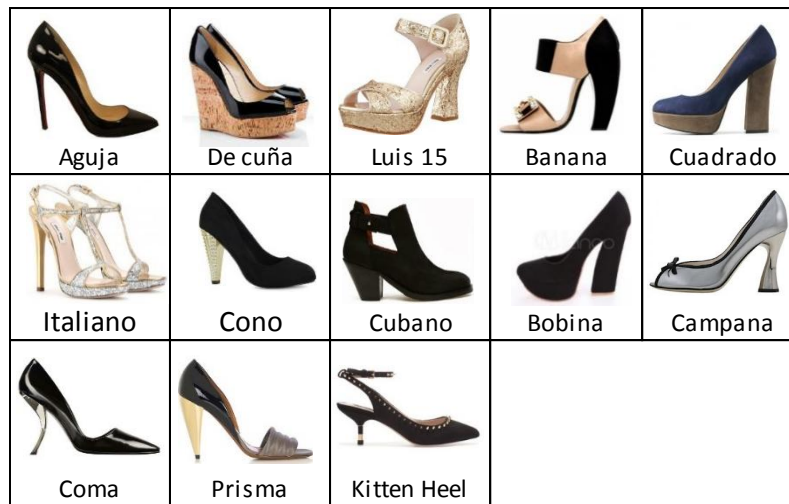 Aguja
De cuña
Luis 15
Banana
Cuadrado
Italiano
Cono
Cubano
Bobina
Campana
Coma
Prisma
Kitten Heel